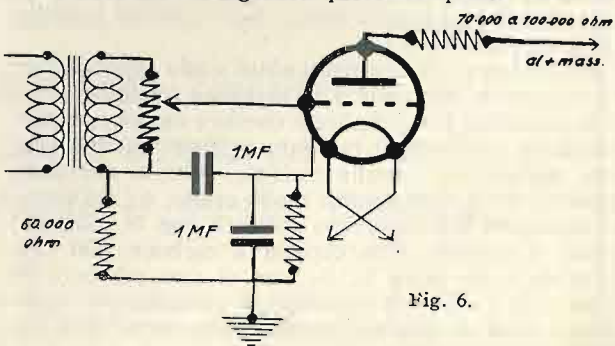 70.000 a 100.000 ohm
al + mass.
1MF
60.000
ohm
1MF
Fig. 6.